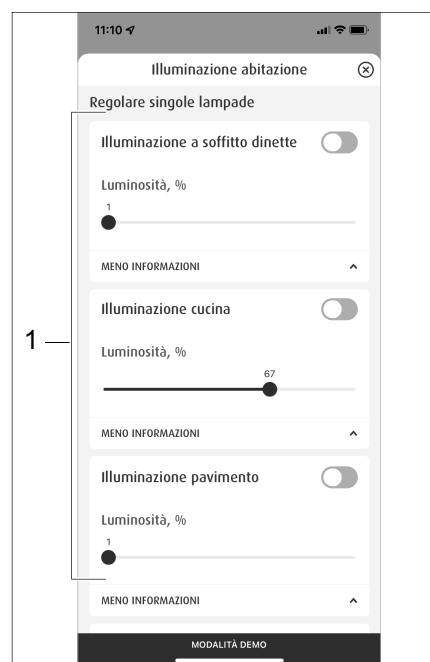 11:10
Illuminazione abitazione
Regolare singole lampade
Illuminazione a soffitto dinette
Luminosità, %
1
MENO INFORMAZIONI
Illuminazione cucina
Luminosità, %
67
MENO INFORMAZIONI
1
Illuminazione pavimento
Luminosità, %
1
MENO INFORMAZIONI
MODALITÀ DEMO